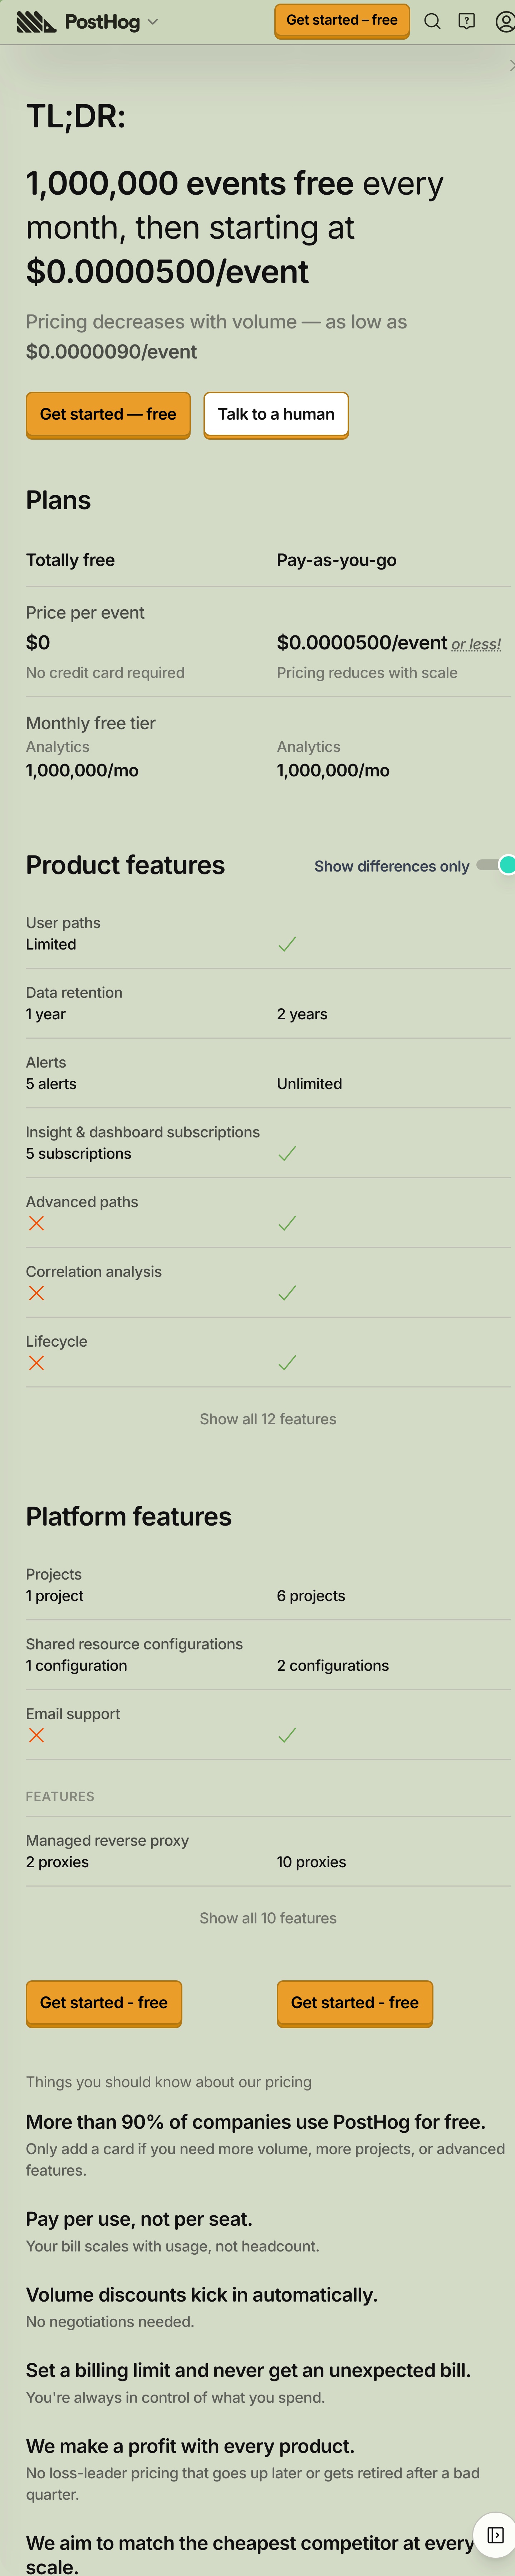 PostHog
Get started – free
TL;DR:
1,000,000 events free every
month, then starting at
$0.0000500/event
Pricing decreases with volume — as low as
$0.0000090/event
Get started — free
Talk to a human
Plans
Totally free
Pay-as-you-go
Price per event
$0
$0.0000500/event or less!
No credit card required
Pricing reduces with scale
Monthly free tier
Analytics
Analytics
1,000,000/mo
1,000,000/mo
Product features
Show differences only
User paths
Limited
Data retention
1 year
2 years
Alerts
5 alerts
Unlimited
Insight & dashboard subscriptions
5 subscriptions
Advanced paths
Correlation analysis
Lifecycle
Show all 12 features
Platform features
Projects
1 project
6 projects
Shared resource configurations
1 configuration
2 configurations
Email support
FEATURES
Managed reverse proxy
2 proxies
10 proxies
Show all 10 features
Get started - free
Get started - free
Things you should know about our pricing
More than 90% of companies use PostHog for free.
Only add a card if you need more volume, more projects, or advanced
features.
Pay per use, not per seat.
Your bill scales with usage, not headcount.
Volume discounts kick in automatically.
No negotiations needed.
Set a billing limit and never get an unexpected bill.
You're always in control of what you spend.
We make a profit with every product.
No loss-leader pricing that goes up later or gets retired after a bad
quarter.
We aim to match the cheapest competitor at every
scale.